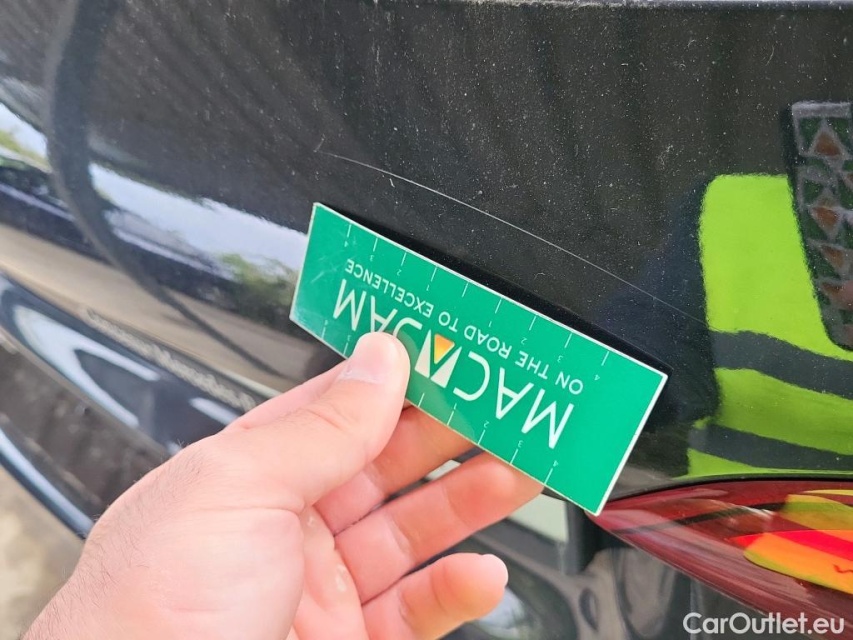 MACADAM
ON THE ROAD TO EXCELLENCE
CarOutlet.eu